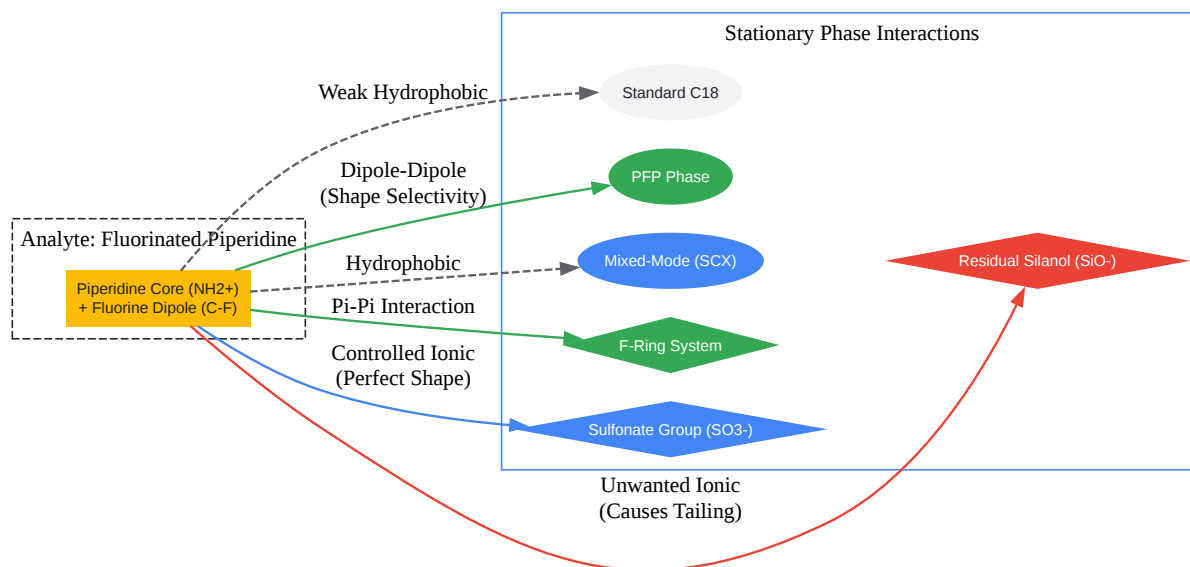 Stationary Phase Interactions
Weak Hydrophobic
Standard C18
Dipole-Dipole
(Shape Selectivity)
PFP Phase
Analyte: Fluorinated Piperidine
Piperidine Core (NH2+)
+ Fluorine Dipole (C-F)
Hydrophobic
Mixed-Mode (SCX)
Residual Silanol (SiO-)
Pi-Pi Interaction
F-Ring System
Controlled Ionic
(Perfect Shape)
Sulfonate Group (SO3-)
Unwanted Ionic
(Causes Tailing)